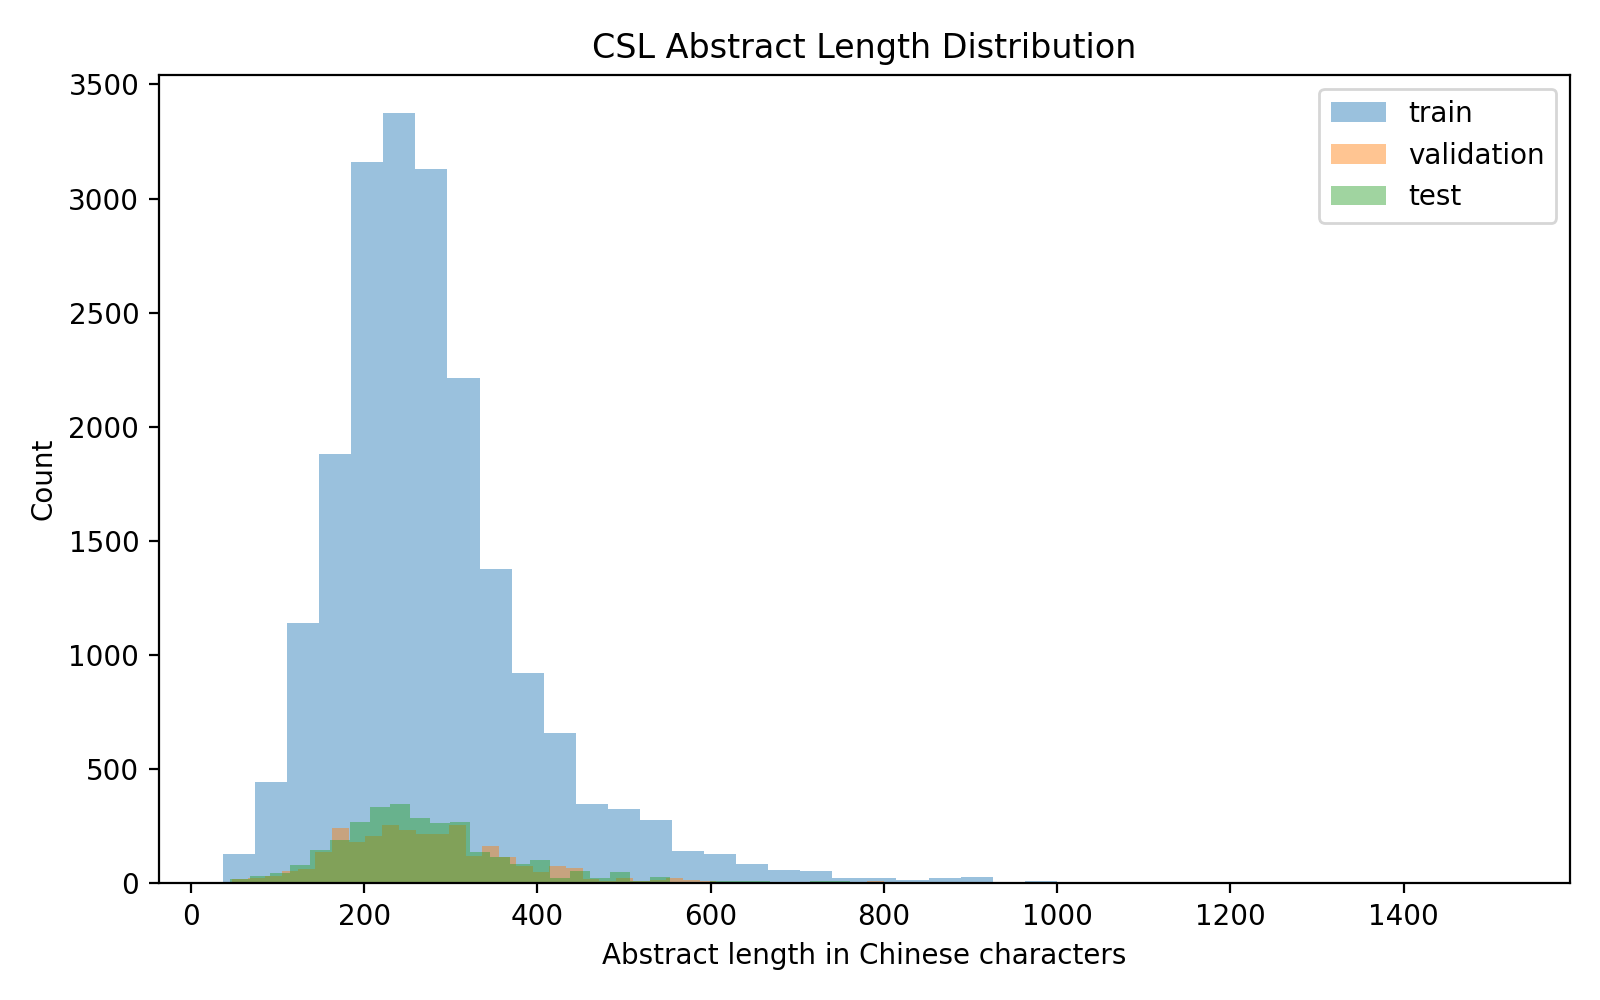 CSL Abstract Length Distribution
3500
3000
2500
2000
1500
1000
500
0
Count
train
validation
test
0 200 400 600 800 1000 1200 1400
Abstract length in Chinese characters